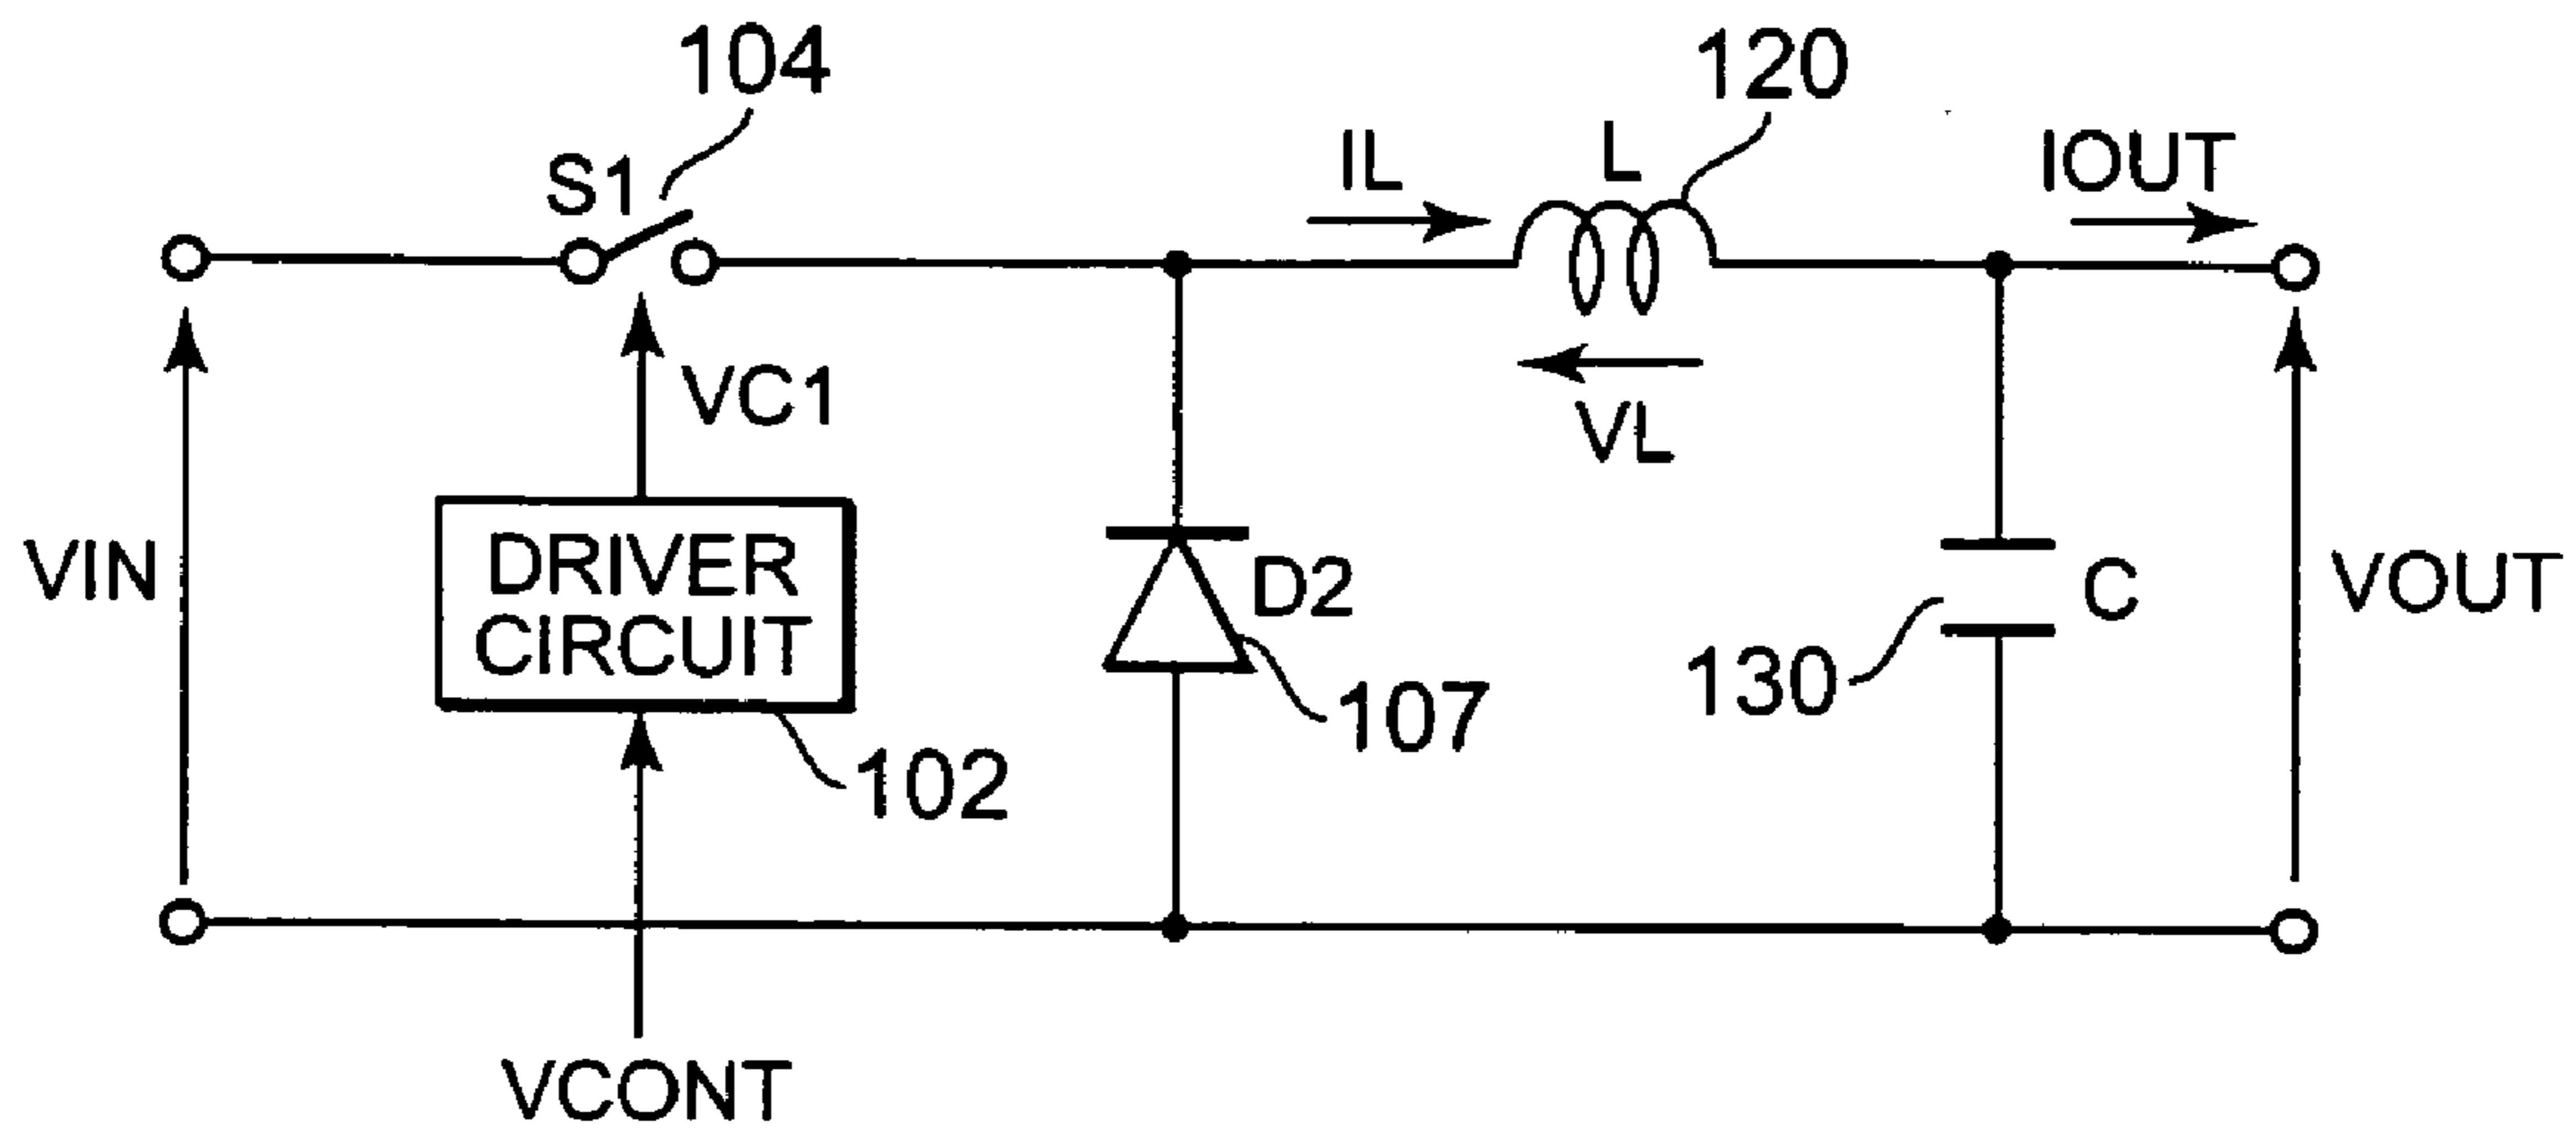 104
120
S1
IL
L
IOUT
VC1
VL
VIN
DRIVER
CIRCUIT
D2
C
VOUT
130
107
102
VCONT